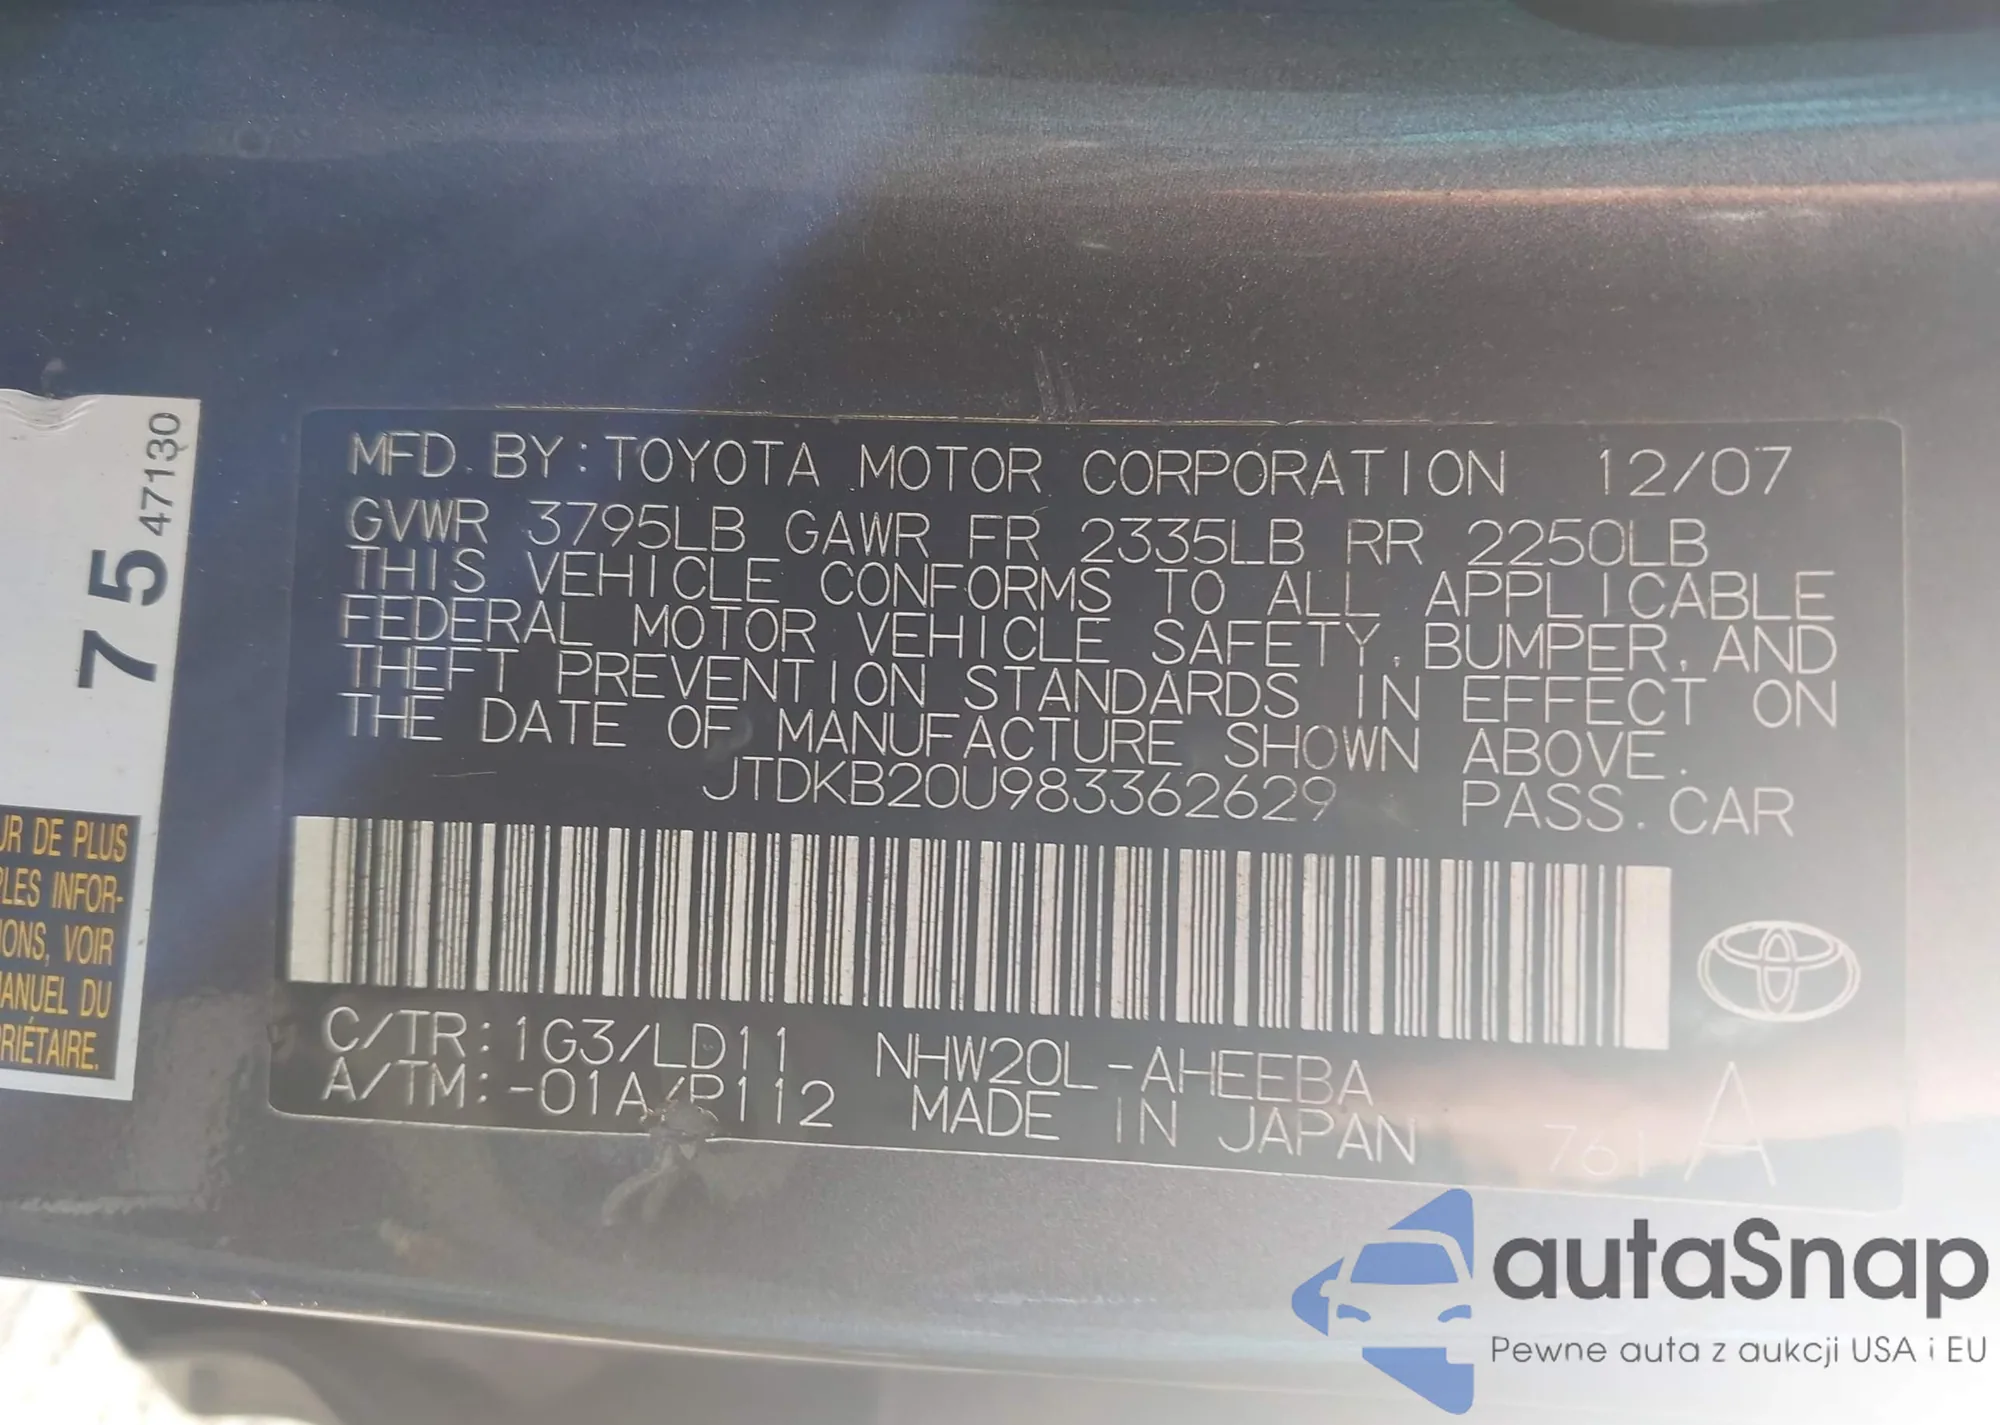 MFD. BY: TOYOTA MOTOR CORPORATION 12/07
GVWR 3795LB GAWR FR 2335LB RR 2250LB
THIS VEHICLE CONFORMS TO ALL APPLICABLE
FEDERAL MOTOR VEHICLE SAFETY, BUMPER, AND
THEFT PREVENTION STANDARDS IN EFFECT ON
THE DATE OF MANUFACTURE SHOWN ABOVE.
JTDKB20U983362629 PASS. CAR
C/TR: 1G3/LD11 NHW20L-AHEEBA
A/TM: -01A/P112 MADE IN JAPAN 761 A
75 47130
UR DE PLUS
PLES INFOR-
IONS, VOIR
MANUEL DU
PRIÉTAIRE.
autaSnap
Pewne auta z aukcji USA i EU